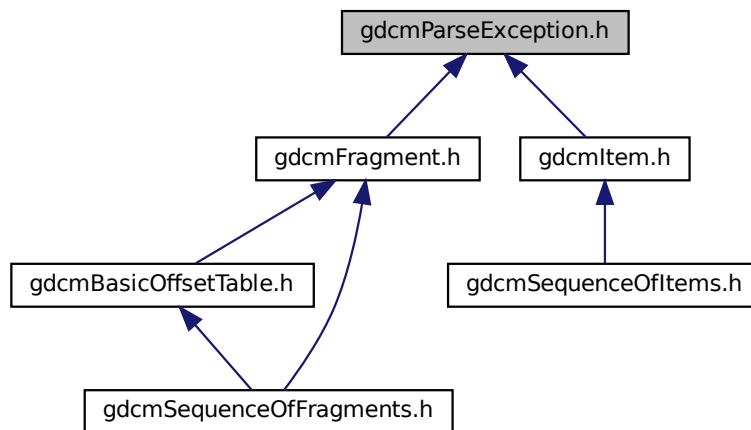 gdcmParseException.h
gdcmFragment.h
gdcmItem.h
gdcmBasicOffsetTable.h
gdcmSequenceOfItems.h
gdcmSequenceOfFragments.h